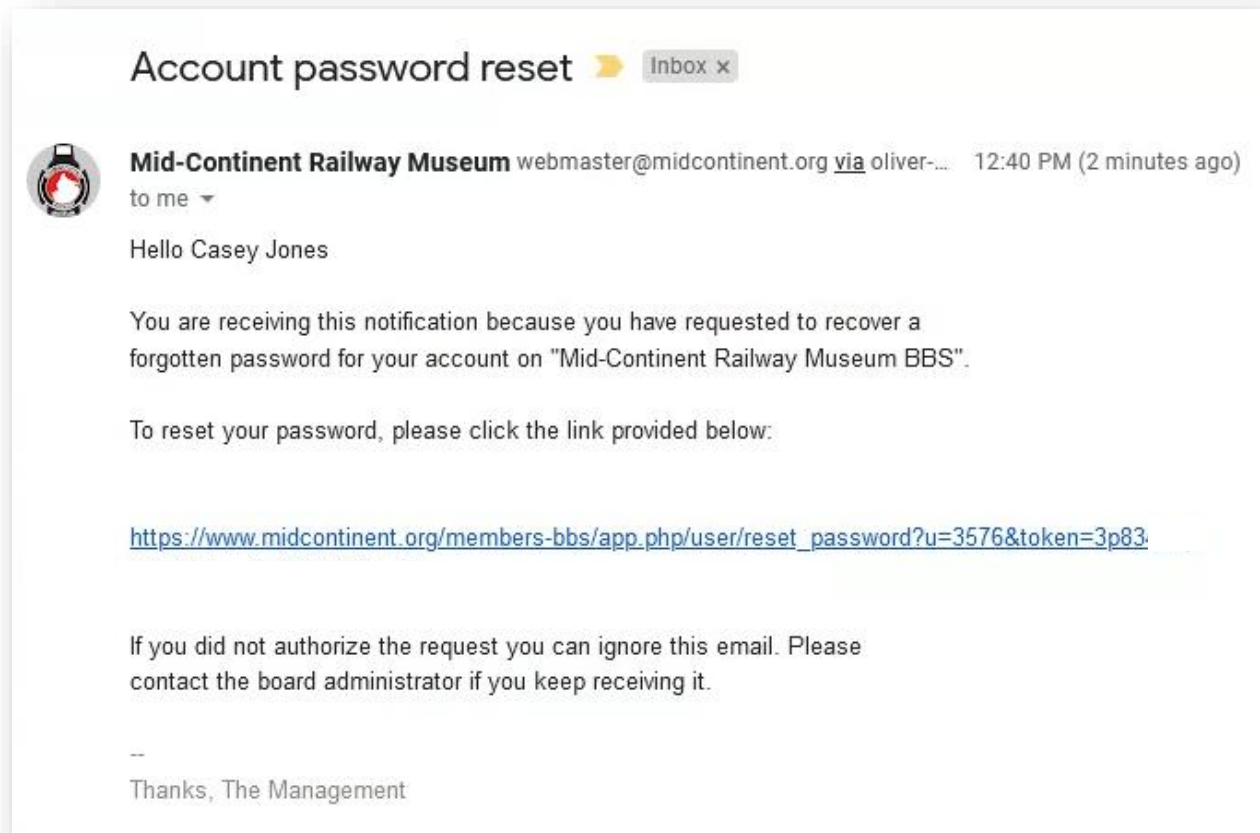 Account password reset Inbox ×
Mid-Continent Railway Museum webmaster@midcontinent.org via oliver-... 12:40 PM (2 minutes ago)
to me
Hello Casey Jones
You are receiving this notification because you have requested to recover a
forgotten password for your account on "Mid-Continent Railway Museum BBS".
To reset your password, please click the link provided below:
https://www.midcontinent.org/members-bbs/app.php/user/reset_password?u=3576&token=3p83
If you did not authorize the request you can ignore this email. Please
contact the board administrator if you keep receiving it.
--
Thanks, The Management